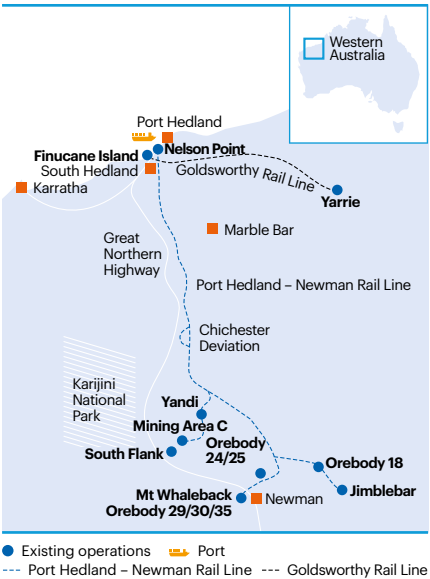 Western
Australia
Port Hedland
Nelson Point
Finucane Island
South Hedland
Goldsworthy Rail Line
Karratha
Yarrie
Marble Bar
Great
Northern
Highway
Port Hedland – Newman Rail Line
Chichester
Deviation
Karijini
National
Park
Yandi
Mining Area C
Orebody
24/25
South Flank
Orebody 18
Jimblebar
Mt Whaleback
Orebody 29/30/35
Newman
Existing operations
Port
Port Hedland – Newman Rail Line
Goldsworthy Rail Line